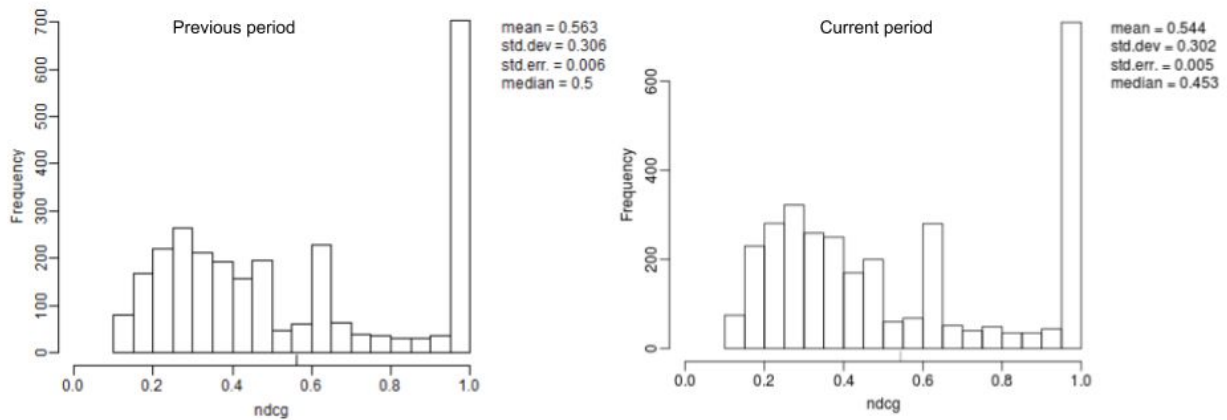 Previous period
mean = 0.563
std.dev = 0.306
std.err. = 0.006
median = 0.5
Frequency
700
600
500
400
300
200
100
0
0.0 0.2 0.4 0.6 0.8 1.0
ndcg
Current period
mean = 0.544
std.dev = 0.302
std.err. = 0.005
median = 0.453
Frequency
600
400
200
0
0.0 0.2 0.4 0.6 0.8 1.0
ndcg